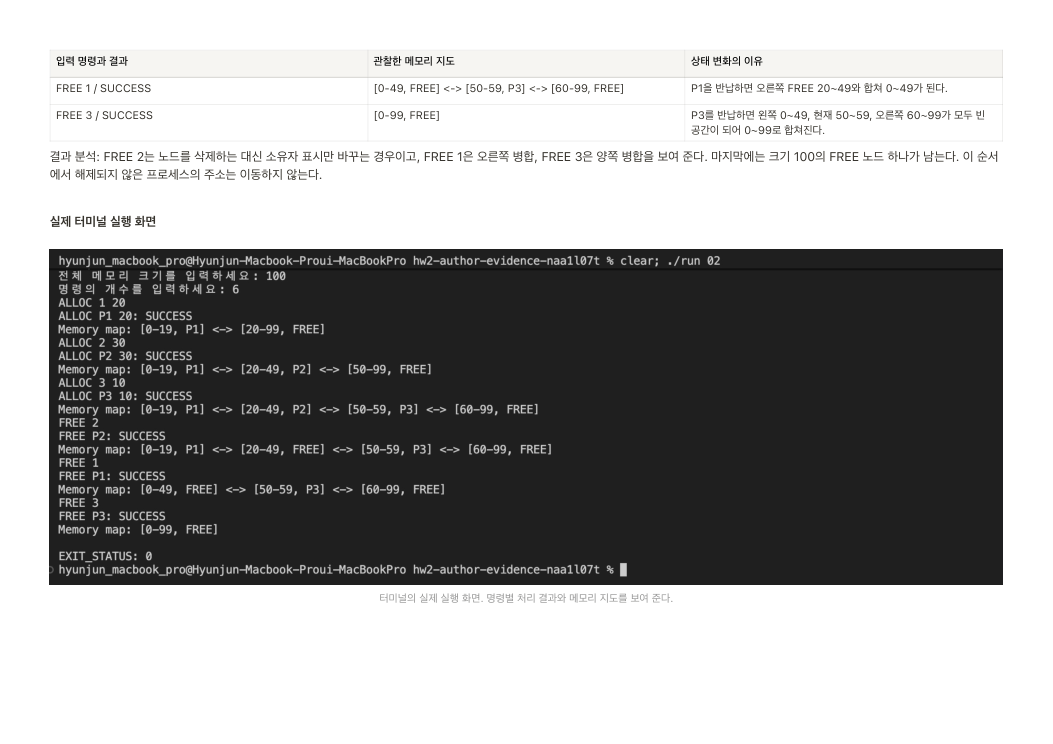 입력 명령과 결과
관찰한 메모리 지도
상태 변화의 이유
FREE 1 / SUCCESS
[0-49, FREE] <-> [50-59, P3] <-> [60-99, FREE]
P1을 반납하면 오른쪽 FREE 20~49와 합쳐 0~49가 된다.
FREE 3 / SUCCESS
[0-99, FREE]
P3를 반납하면 왼쪽 0~49, 현재 50~59, 오른쪽 60~99가 모두 빈
공간이 되어 0~99로 합쳐진다.
결과 분석: FREE 2는 노드를 삭제하는 대신 소유자 표시만 바꾸는 경우이고, FREE 1은 오른쪽 병합, FREE 3은 양쪽 병합을 보여 준다. 마지막에는 크기 100의 FREE 노드 하나가 남는다. 이 순서
에서 해제되지 않은 프로세스의 주소는 이동하지 않는다.
실제 터미널 실행 화면
hyunjun_macbook_pro@Hyunjun-Macbook-Proui-MacBookPro hw2-author-evidence-naa1l07t % clear; ./run 02
전체 메모리 크기를 입력하세요: 100
명령의 개수를 입력하세요: 6
ALLOC 1 20
ALLOC P1 20: SUCCESS
Memory map: [0-19, P1] <-> [20-99, FREE]
ALLOC 2 30
ALLOC P2 30: SUCCESS
Memory map: [0-19, P1] <-> [20-49, P2] <-> [50-99, FREE]
ALLOC 3 10
ALLOC P3 10: SUCCESS
Memory map: [0-19, P1] <-> [20-49, P2] <-> [50-59, P3] <-> [60-99, FREE]
FREE 2
FREE P2: SUCCESS
Memory map: [0-19, P1] <-> [20-49, FREE] <-> [50-59, P3] <-> [60-99, FREE]
FREE 1
FREE P1: SUCCESS
Memory map: [0-49, FREE] <-> [50-59, P3] <-> [60-99, FREE]
FREE 3
FREE P3: SUCCESS
Memory map: [0-99, FREE]
EXIT_STATUS: 0
hyunjun_macbook_pro@Hyunjun-Macbook-Proui-MacBookPro hw2-author-evidence-naa1l07t %
터미널의 실제 실행 화면. 명령별 처리 결과와 메모리 지도를 보여 준다.